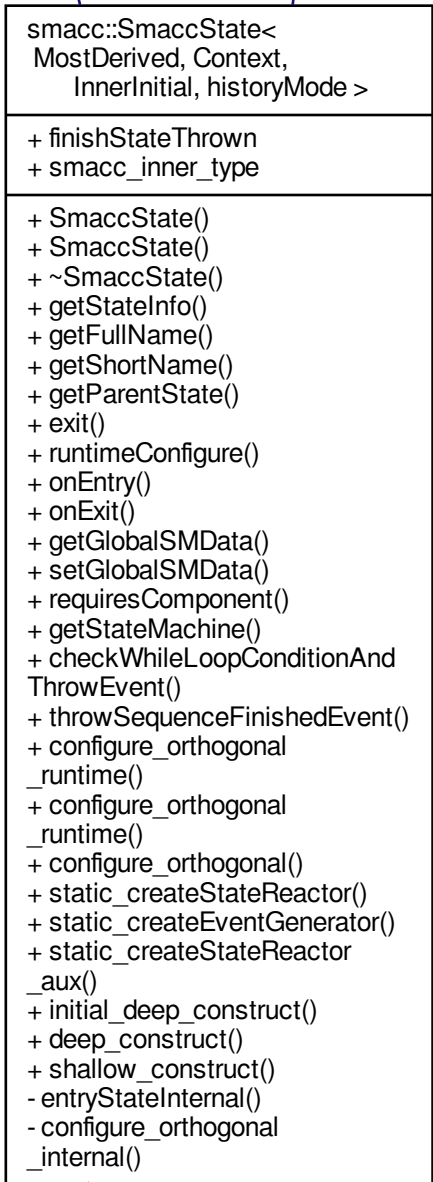 smacc::SmaccState<
MostDerived, Context,
InnerInitial, historyMode >
+ finishStateThrown
+ smacc_inner_type
+ SmaccState()
+ SmaccState()
+ ~SmaccState()
+ getStateInfo()
+ getFullName()
+ getShortName()
+ getParentState()
+ exit()
+ runtimeConfigure()
+ onEntry()
+ onExit()
+ getGlobalSMData()
+ setGlobalSMData()
+ requiresComponent()
+ getStateMachine()
+ checkWhileLoopConditionAnd
ThrowEvent()
+ throwSequenceFinishedEvent()
+ configure_orthogonal
_runtime()
+ configure_orthogonal
_runtime()
+ configure_orthogonal()
+ static_createStateReactor()
+ static_createEventGenerator()
+ static_createStateReactor
_aux()
+ initial_deep_construct()
+ deep_construct()
+ shallow_construct()
- entryStateInternal()
- configure_orthogonal
_internal()